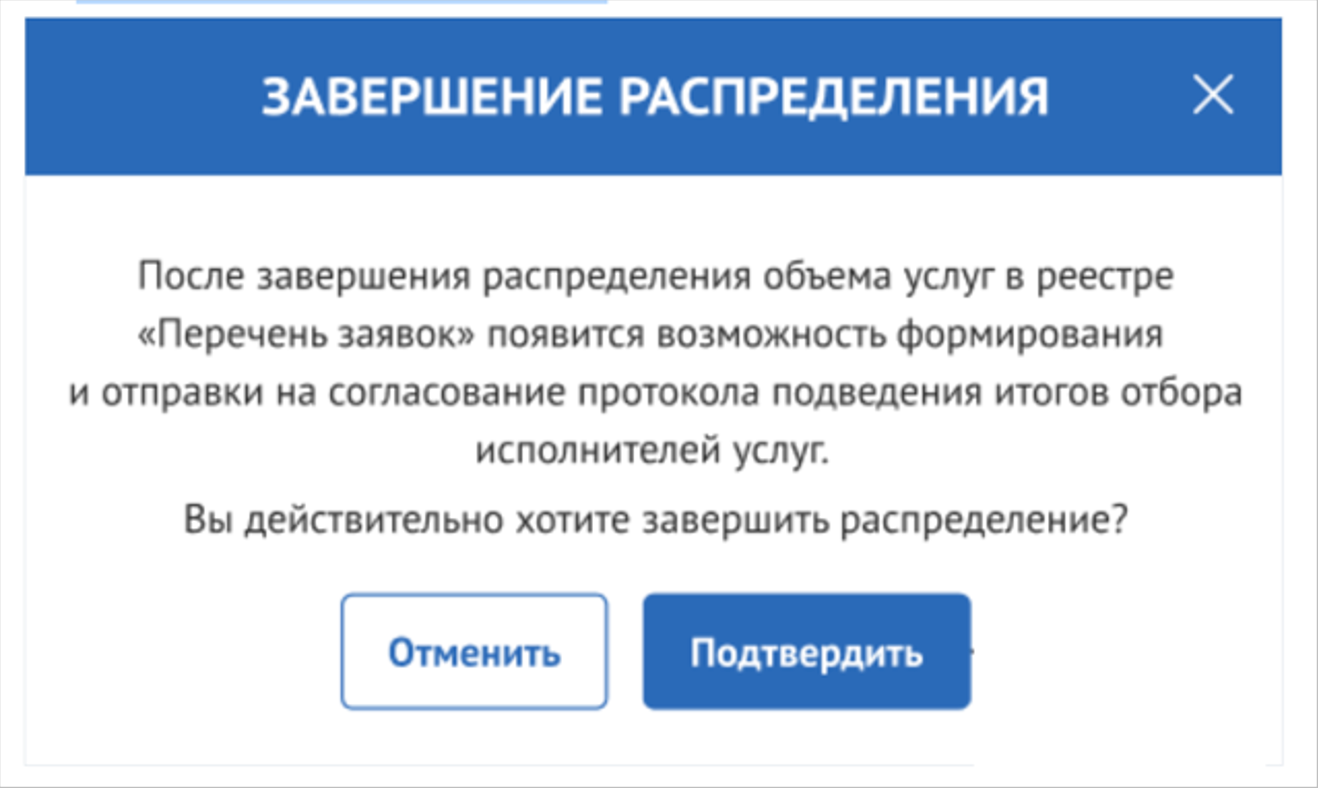 ЗАВЕРШЕНИЕ РАСПРЕДЕЛЕНИЯ
После завершения распределения объема услуг в реестре
«Перечень заявок» появится возможность формирования
и отправки на согласование протокола подведения итогов отбора
исполнителей услуг.
Вы действительно хотите завершить распределение?
Отменить
Подтвердить